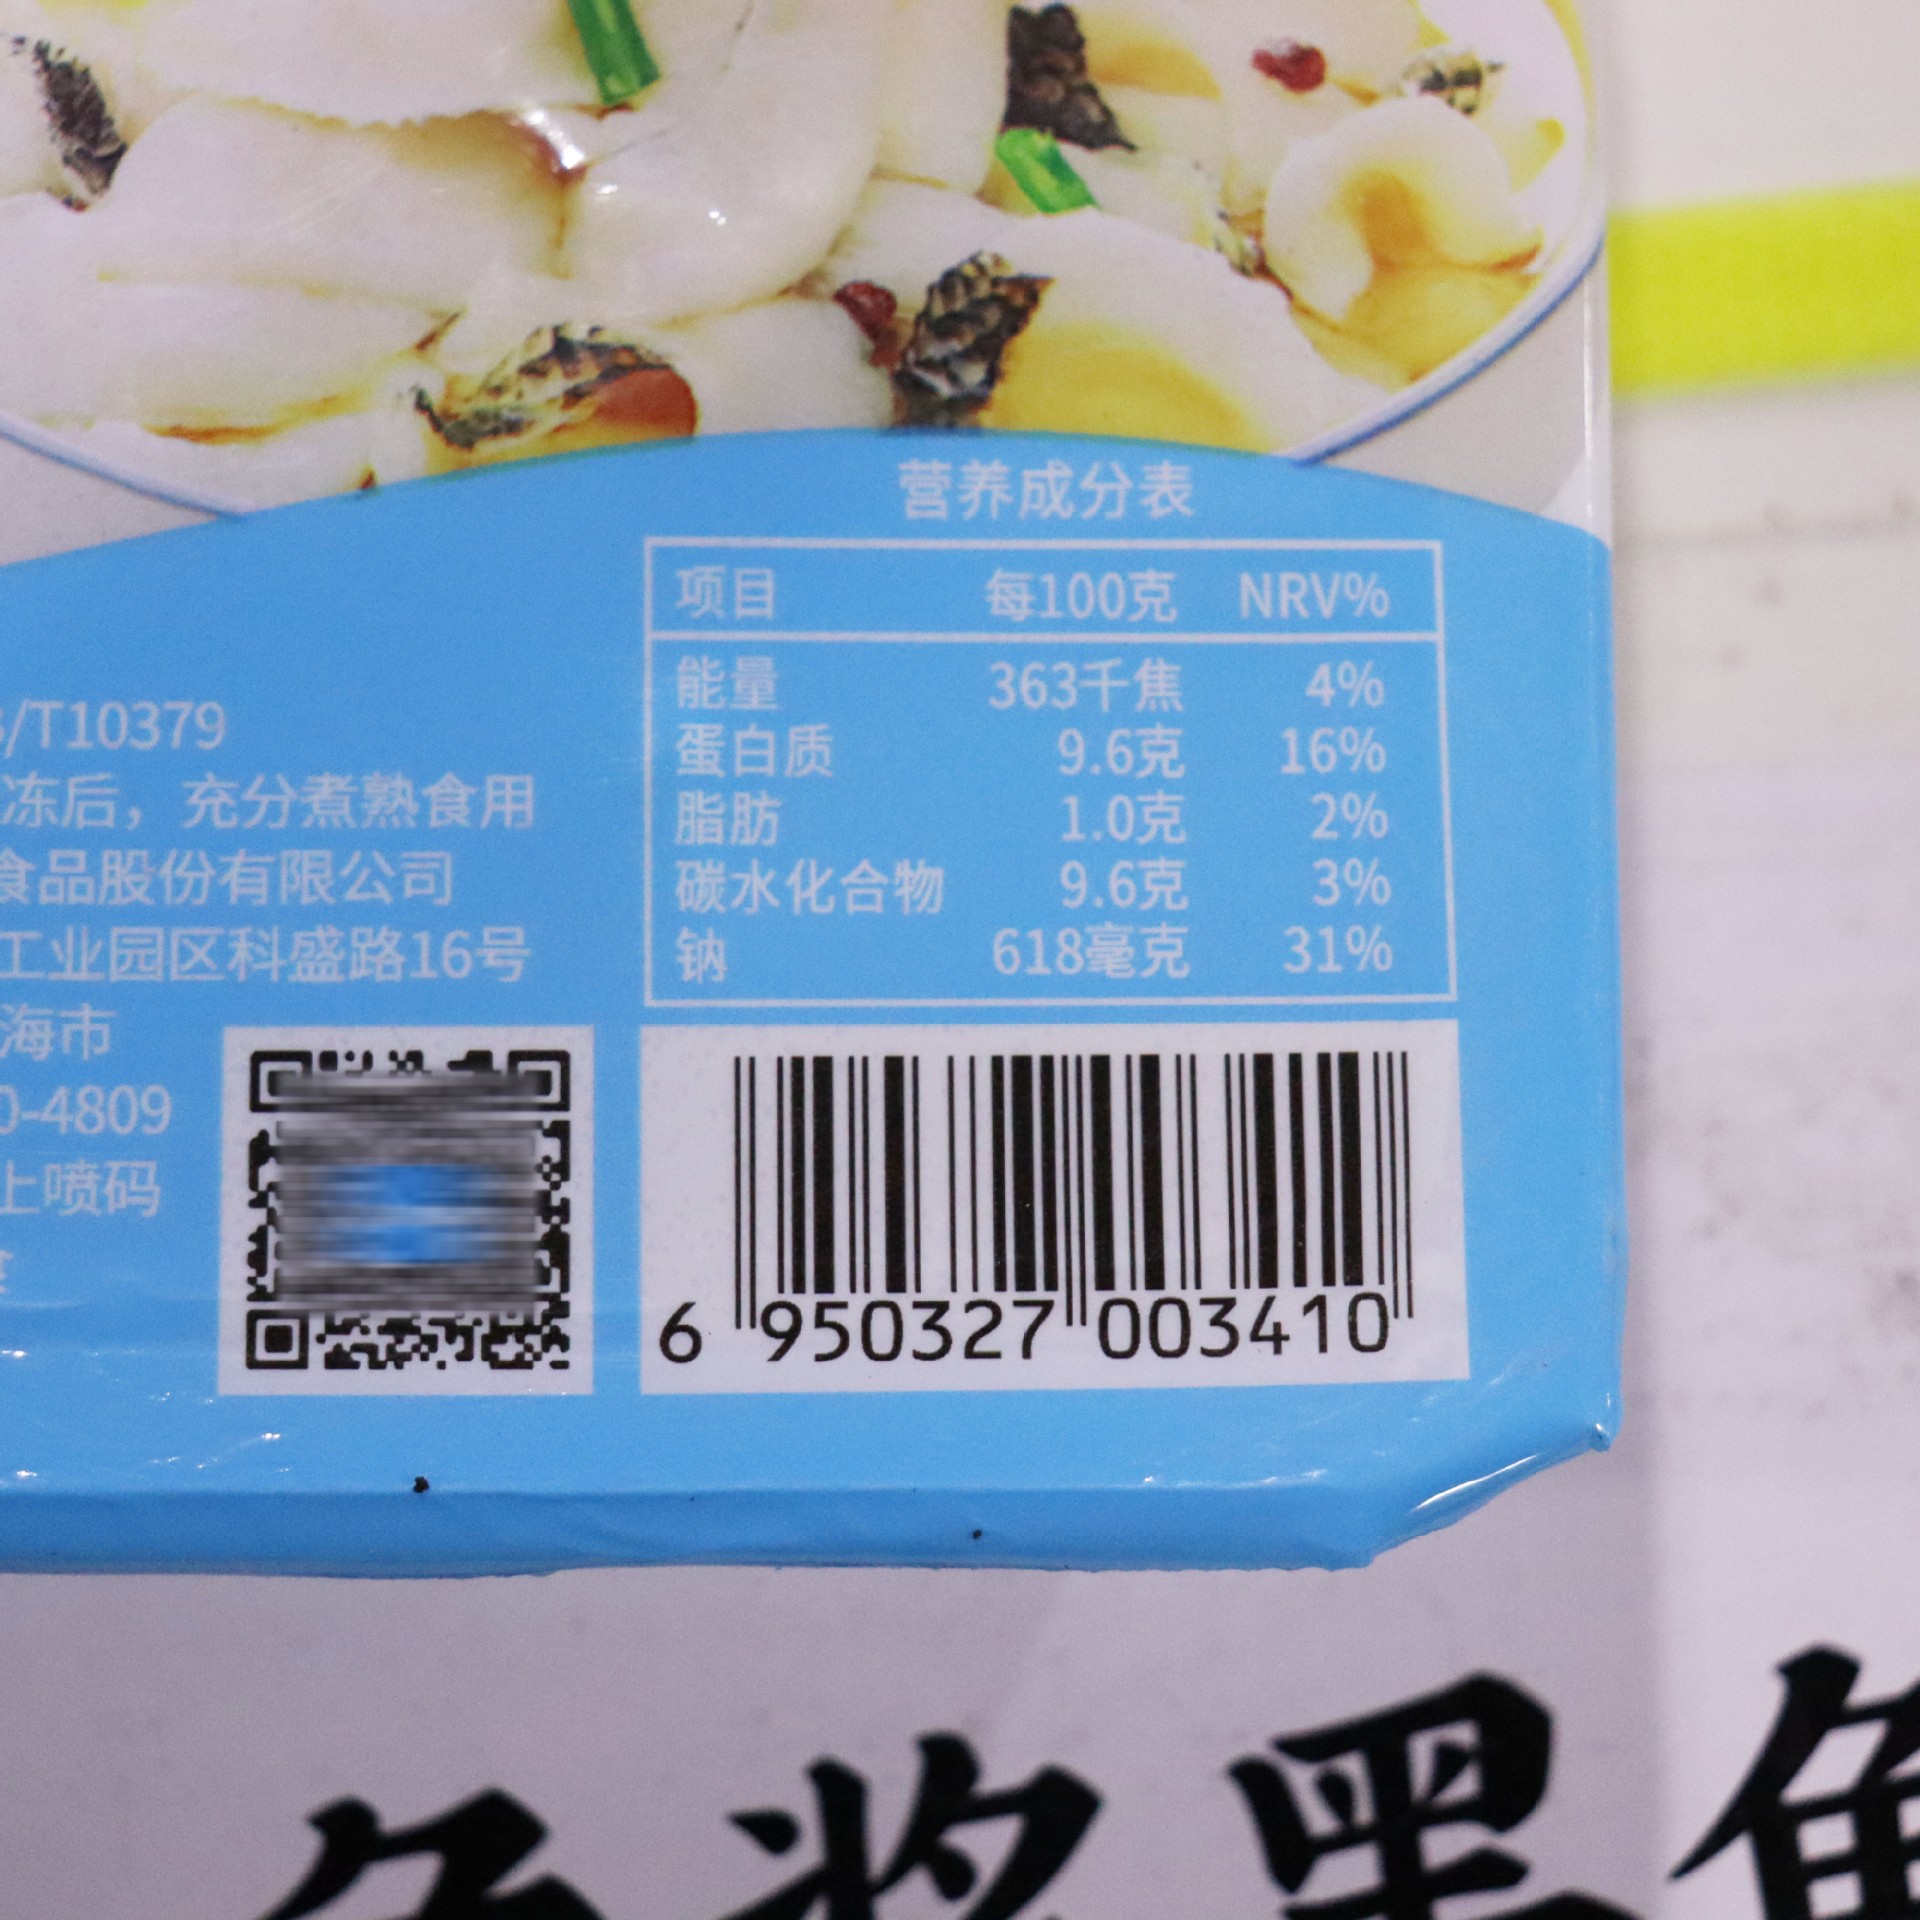 营养成分表
项目 每100克 NRV%
能量 363千焦 4%
蛋白质 9.6克 16%
脂肪 1.0克 2%
碳水化合物 9.6克 3%
钠 618毫克 31%
/T10379
冻后，充分煮熟食用
食品股份有限公司
工业园区科盛路16号
海市
0-4809
上喷码
6 950327 003410
浆黑鱼